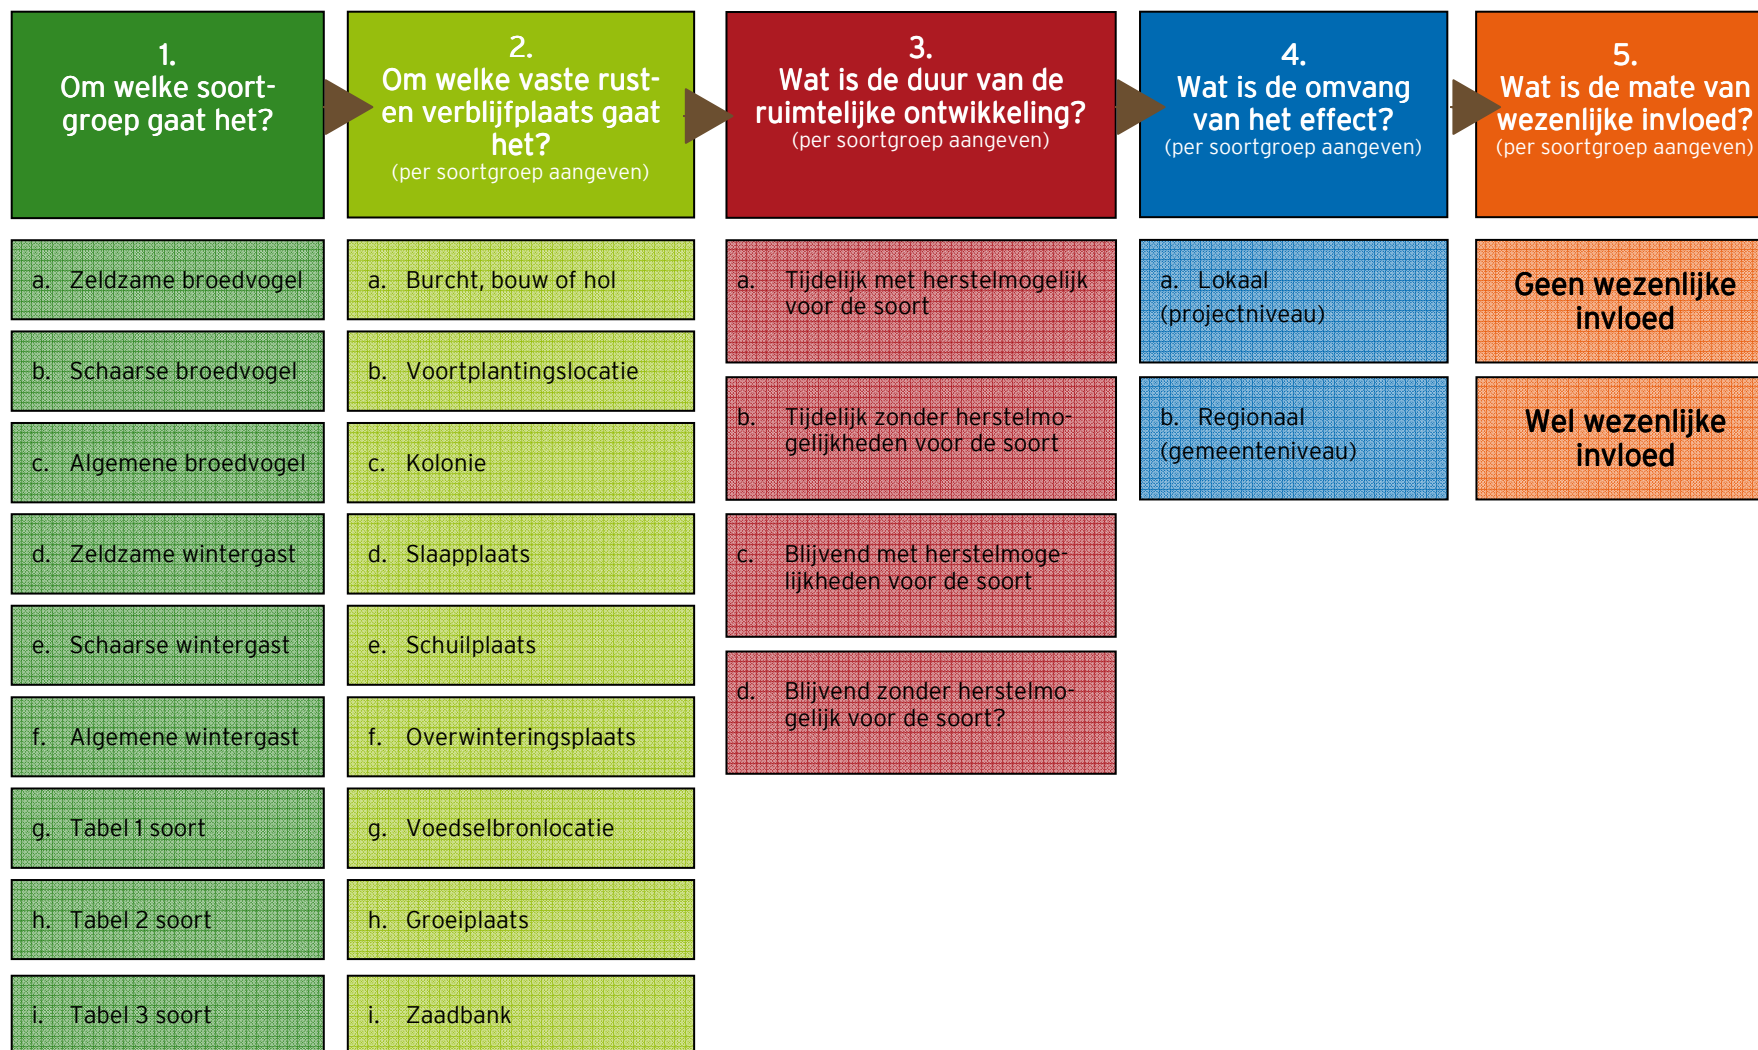 1.
Om welke soort-
groep gaat het?
2.
Om welke vaste rust-
en verblijfplaats gaat
het?
(per soortgroep aangeven)
3.
Wat is de duur van de
ruimtelijke ontwikkeling?
(per soortgroep aangeven)
4.
Wat is de omvang
van het effect?
(per soortgroep aangeven)
5.
Wat is de mate van
wezenlijke invloed?
(per soortgroep aangeven)
a. Zeldzame broedvogel
b. Schaarse broedvogel
c. Algemene broedvogel
d. Zeldzame wintergast
e. Schaarse wintergast
f. Algemene wintergast
g. Tabel 1 soort
h. Tabel 2 soort
i. Tabel 3 soort
a. Burcht, bouw of hol
b. Voortplantingslocatie
c. Kolonie
d. Slaapplaats
e. Schuilplaats
f. Overwinteringsplaats
g. Voedselbronlocatie
h. Groeiplaats
i. Zaadbank
a. Tijdelijk met herstelmogelijk
voor de soort
b. Tijdelijk zonder herstelmo-
gelijkheden voor de soort
c. Blijvend met herstelmoge-
lijkheden voor de soort
d. Blijvend zonder herstelmo-
gelijk voor de soort?
a. Lokaal
(projectniveau)
b. Regionaal
(gemeenteniveau)
Geen wezenlijke
invloed
Wel wezenlijke
invloed